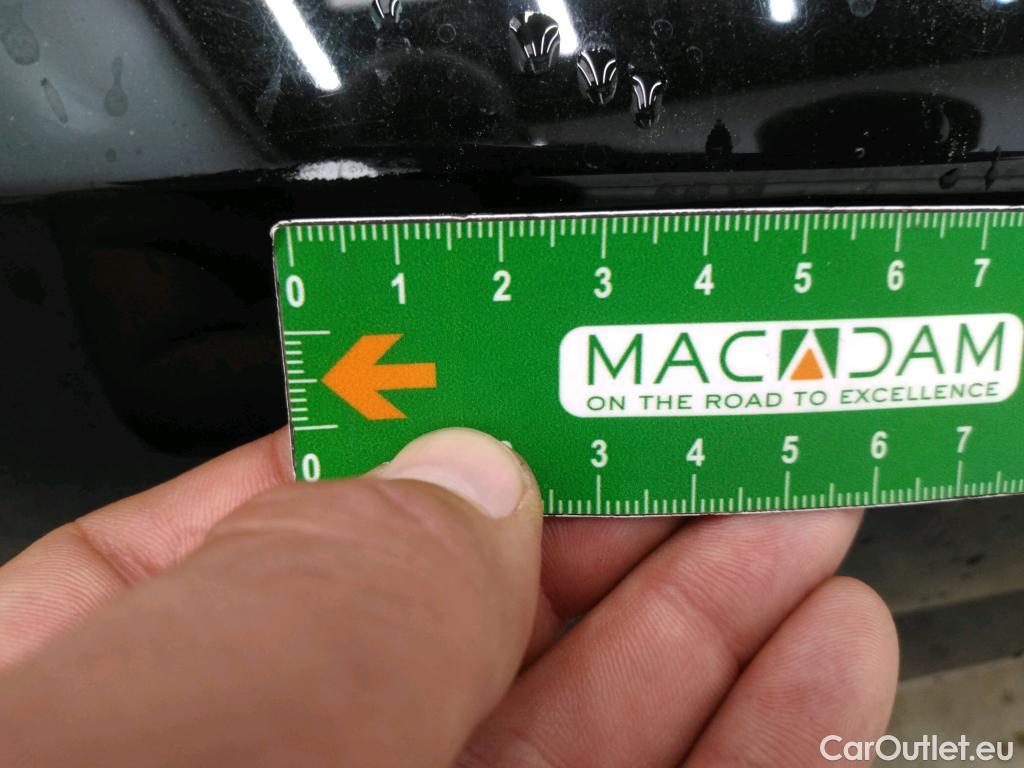 0 1 2 3 4 5 6 7
MACADAM
ON THE ROAD TO EXCELLENCE
0 3 4 5 6 7
CarOutlet.eu